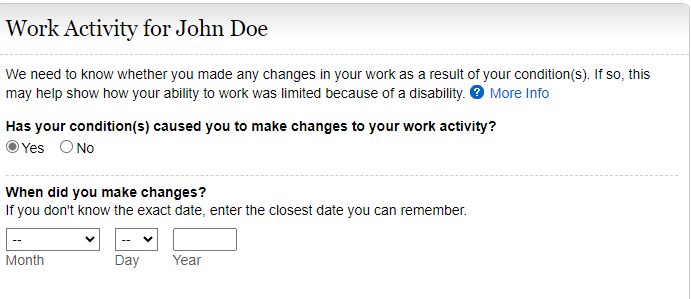 Work Activity for John Doe
We need to know whether you made any changes in your work as a result of your condition(s). If so, this
may help show how your ability to work was limited because of a disability. ? More Info
Has your condition(s) caused you to make changes to your work activity?
Yes No
When did you make changes?
If you don't know the exact date, enter the closest date you can remember.
-- --
Month Day Year